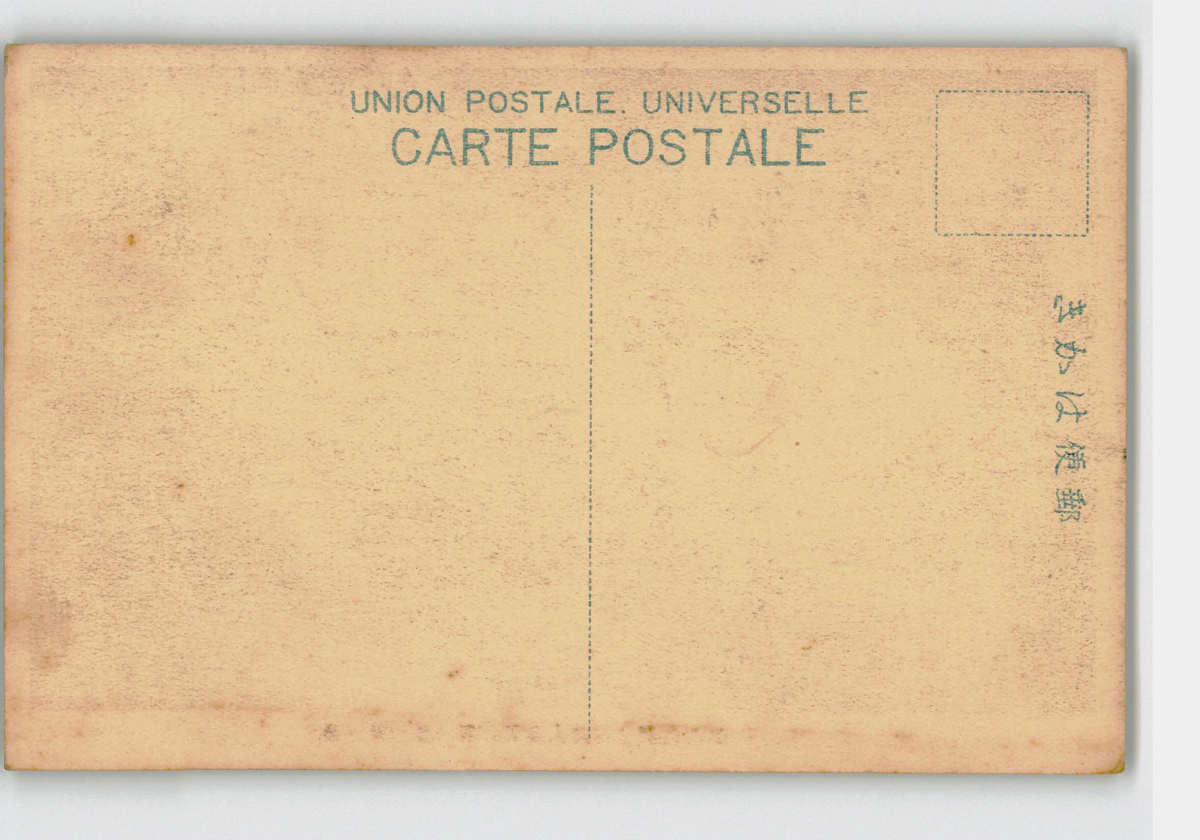 UNION POSTALE. UNIVERSELLE
CARTE POSTALE
郵便はかき